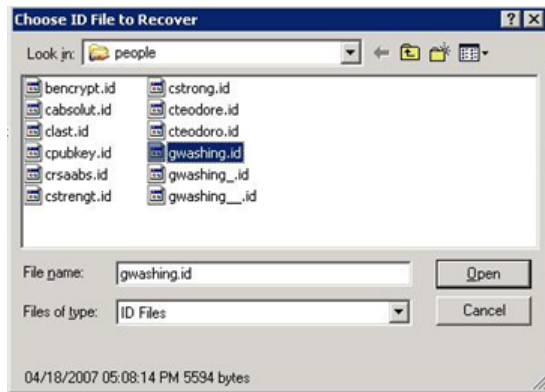 Choose ID File to Recover
Look in: people
bencrypt.id
cabsolut.id
clast.id
cpubkey.id
crsaabs.id
cstrengt.id
cstrong.id
cteodore.id
cteodoro.id
gwashing.id
gwashing_.id
gwashing__.id
File name: gwashing.id
Open
Files of type: ID Files
Cancel
04/18/2007 05:08:14 PM 5594 bytes